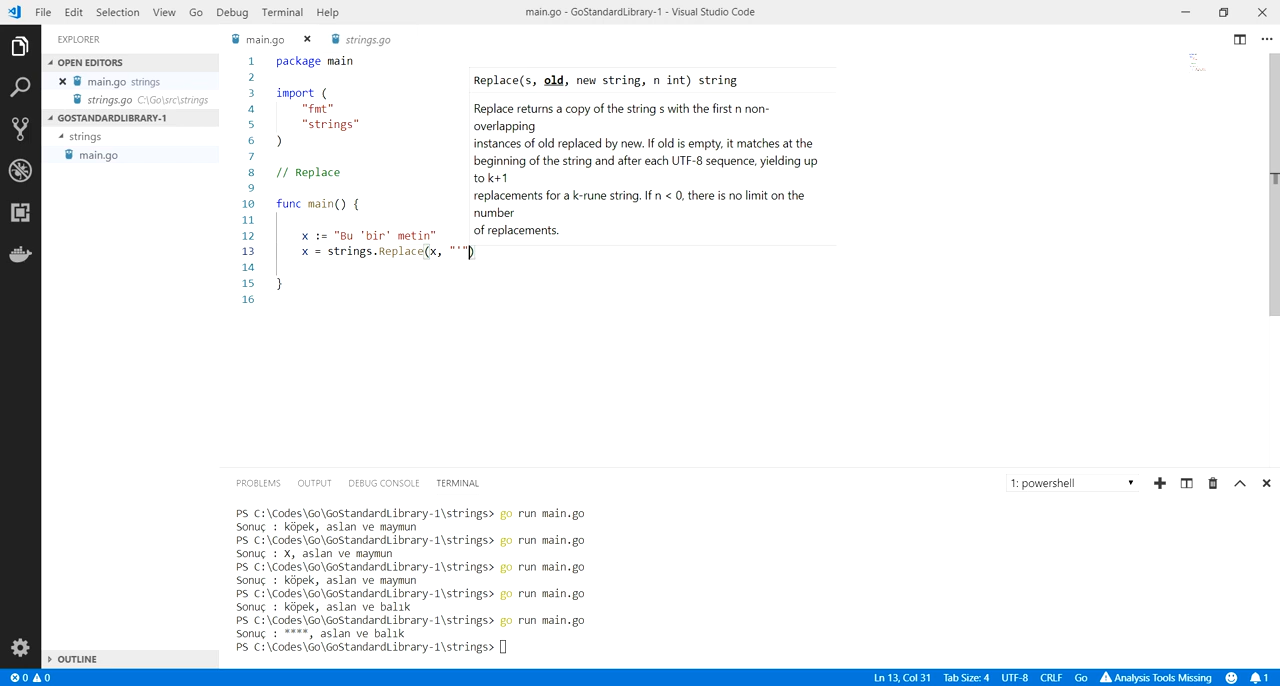 File Edit Selection View Go Debug Terminal Help
main.go - GoStandardLibrary-1 - Visual Studio Code
EXPLORER
OPEN EDITORS
main.go strings
strings.go C:\Go\src\strings
GOSTANDARDLIBRARY-1
strings
main.go
OUTLINE
main.go
strings.go
1 package main
2
3 import (
4 "fmt"
5 "strings"
6 )
7
8 // Replace
9
10 func main() {
11
12 x := "Bu 'bir' metin"
13 x = strings.Replace(x, "'")
14
15 }
16
Replace(s, old, new string, n int) string
Replace returns a copy of the string s with the first n non-
overlapping
instances of old replaced by new. If old is empty, it matches at the
beginning of the string and after each UTF-8 sequence, yielding up
to k+1
replacements for a k-rune string. If n < 0, there is no limit on the
number
of replacements.
PROBLEMS OUTPUT DEBUG CONSOLE TERMINAL
1: powershell
PS C:\Codes\Go\GoStandardLibrary-1\strings> go run main.go
Sonuç : köpek, aslan ve maymun
PS C:\Codes\Go\GoStandardLibrary-1\strings> go run main.go
Sonuç : X, aslan ve maymun
PS C:\Codes\Go\GoStandardLibrary-1\strings> go run main.go
Sonuç : köpek, aslan ve maymun
PS C:\Codes\Go\GoStandardLibrary-1\strings> go run main.go
Sonuç : köpek, aslan ve balık
PS C:\Codes\Go\GoStandardLibrary-1\strings> go run main.go
Sonuç : ****, aslan ve balık
PS C:\Codes\Go\GoStandardLibrary-1\strings>
0 0
Ln 13, Col 31 Tab Size: 4 UTF-8 CRLF Go Analysis Tools Missing 1